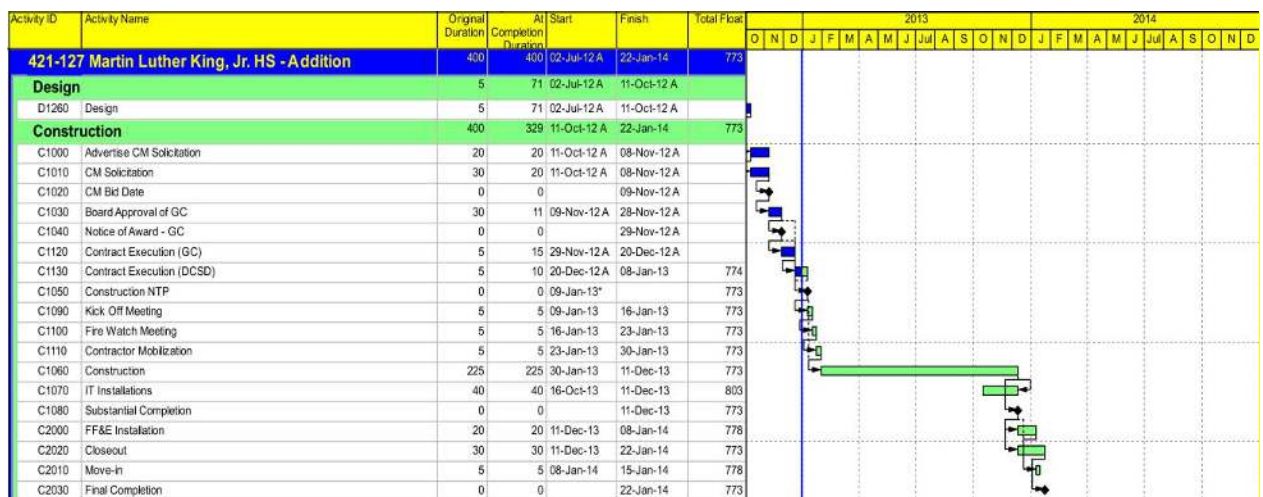 Activity ID Activity Name Original Duration At Completion Duration Start Finish Total Float 2013 2014
O N D J F M A M J Jul A S O N D J F M A M J Jul A S O N D
421-127 Martin Luther King, Jr. HS - Addition 400 400 02-Jul-12 A 22-Jan-14 773
Design 5 71 02-Jul-12 A 11-Oct-12 A
D1260 Design 5 71 02-Jul-12 A 11-Oct-12 A
Construction 400 329 11-Oct-12 A 22-Jan-14 773
C1000 Advertise CM Solicitation 20 20 11-Oct-12 A 08-Nov-12 A
C1010 CM Solicitation 30 20 11-Oct-12 A 08-Nov-12 A
C1020 CM Bid Date 0 0 09-Nov-12 A
C1030 Board Approval of GC 30 11 09-Nov-12 A 28-Nov-12 A
C1040 Notice of Award - GC 0 0 29-Nov-12 A
C1120 Contract Execution (GC) 5 15 29-Nov-12 A 20-Dec-12 A
C1130 Contract Execution (DCSD) 5 10 20-Dec-12 A 08-Jan-13 774
C1050 Construction NTP 0 0 09-Jan-13* 773
C1090 Kick Off Meeting 5 5 09-Jan-13 16-Jan-13 773
C1100 Fire Watch Meeting 5 5 16-Jan-13 23-Jan-13 773
C1110 Contractor Mobilization 5 5 23-Jan-13 30-Jan-13 773
C1060 Construction 225 225 30-Jan-13 11-Dec-13 773
C1070 IT Installations 40 40 16-Oct-13 11-Dec-13 803
C1080 Substantial Completion 0 0 11-Dec-13 773
C2000 FF&E Installation 20 20 11-Dec-13 08-Jan-14 778
C2020 Closeout 30 30 11-Dec-13 22-Jan-14 773
C2010 Move-in 5 5 08-Jan-14 15-Jan-14 778
C2030 Final Completion 0 0 22-Jan-14 773